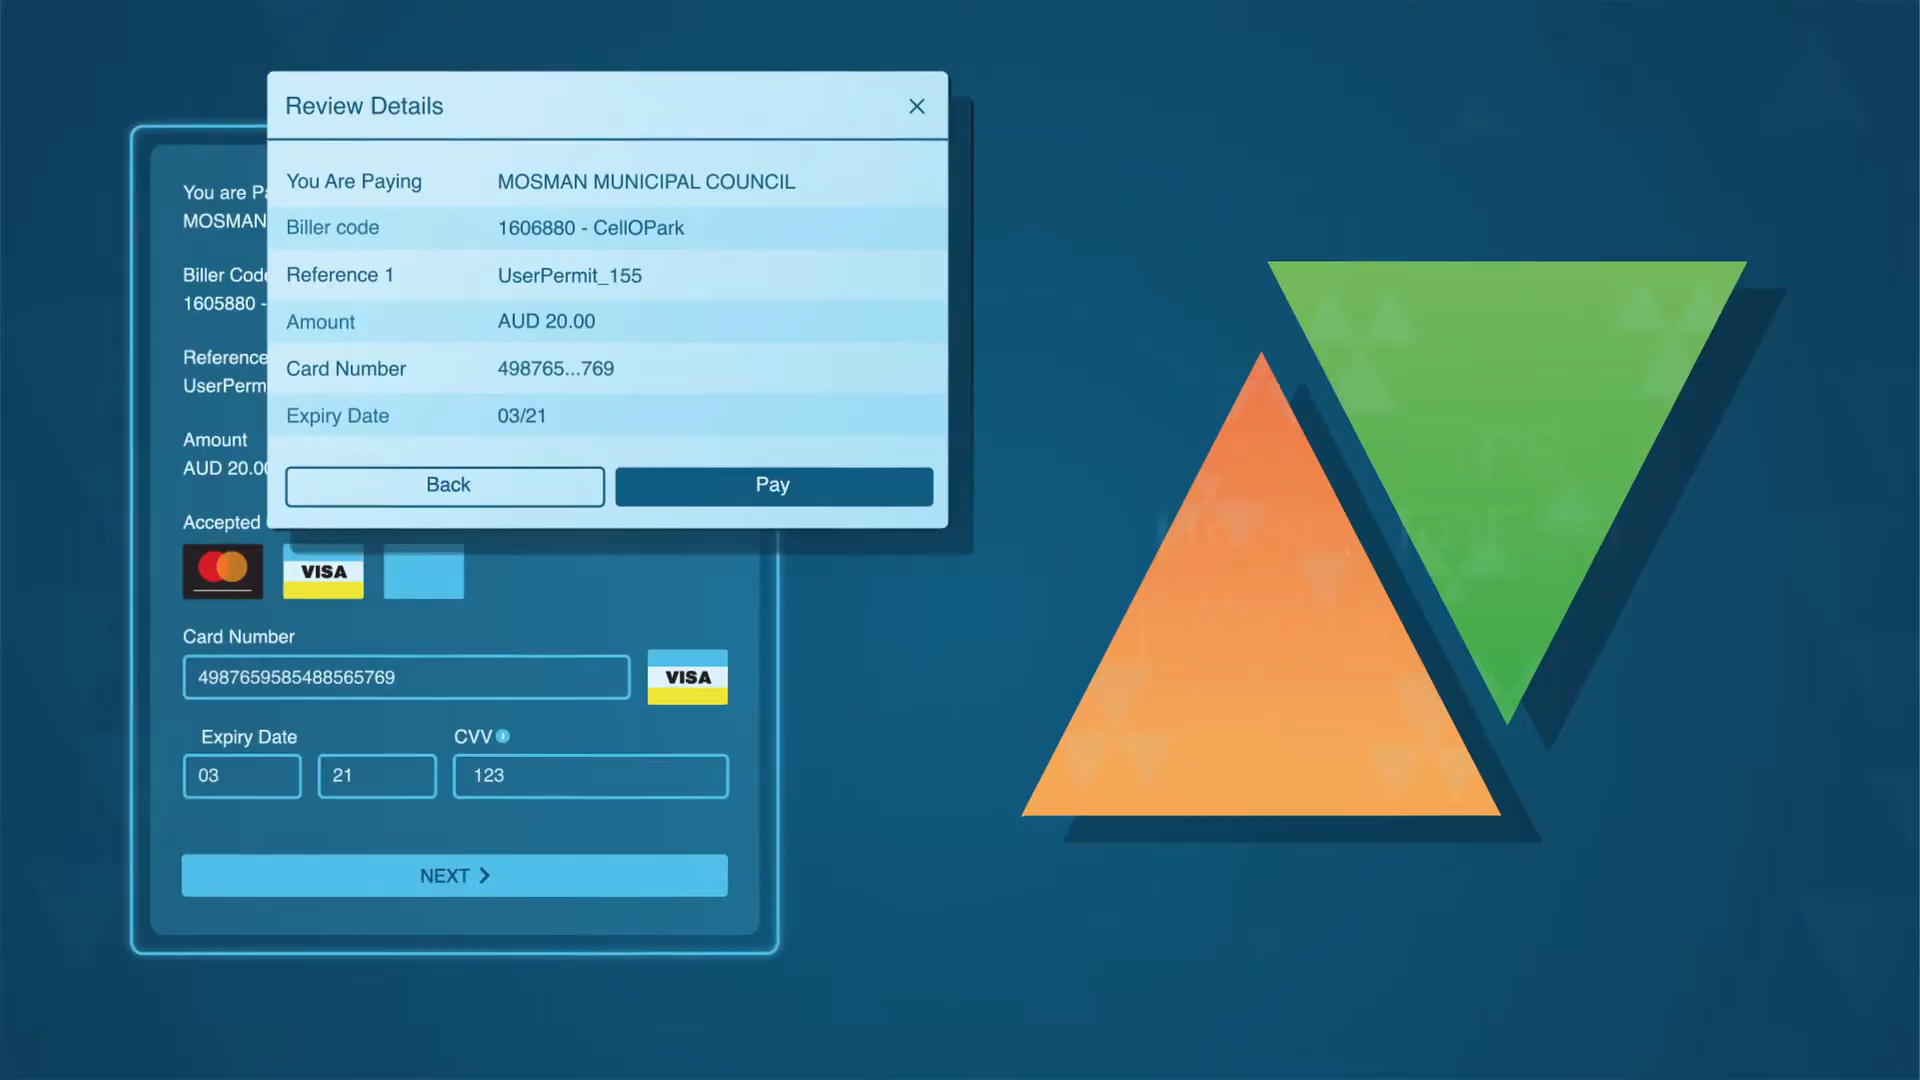 Review Details
You Are Paying MOSMAN MUNICIPAL COUNCIL
Biller code 1606880 - CellOPark
Reference 1 UserPermit_155
Amount AUD 20.00
Card Number 498765...769
Expiry Date 03/21
Back Pay
You are Pa
MOSMAN
Biller Code
1605880 -
Reference
UserPerm
Amount
AUD 20.00
Accepted
VISA
Card Number
4987659585488565769 VISA
Expiry Date CVV i
03 21 123
NEXT